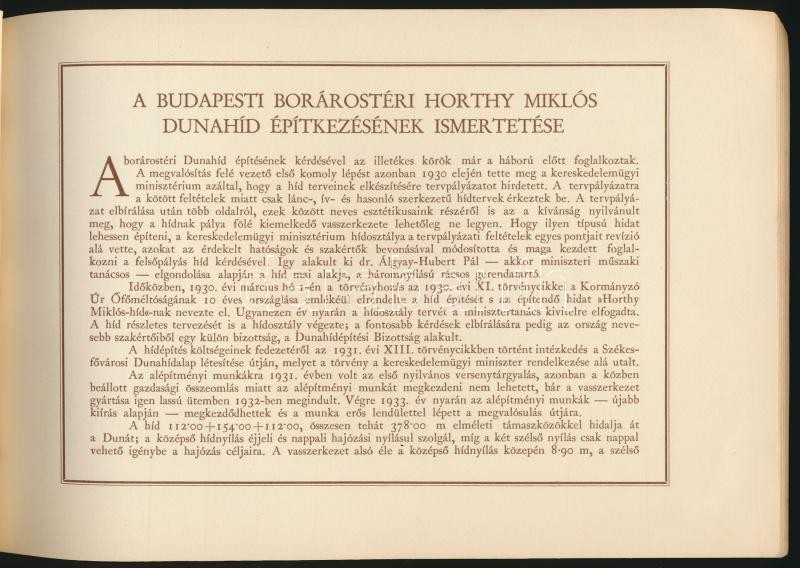 A BUDAPESTI BORÁROSTÉRI HORTHY MIKLÓS
DUNAHÍD ÉPÍTKEZÉSÉNEK ISMERTETÉSE
A borárostéri Dunahíd építésének kérdésével az illetékes körök már a háború előtt foglalkoztak.
A megvalósítás felé vezető első komoly lépést azonban 1930 elején tette meg a kereskedelemügyi
minisztérium azáltal, hogy a híd terveinek elkészítésére tervpályázatot hirdetett. A tervpályázatra
a kötött feltételek miatt csak lánc-, ív- és hasonló szerkezetű hídtervek érkeztek be. A tervpályá-
zat elbírálása után több oldalról, ezek között neves esztétikusaink részéről is az a kívánság nyilvánult
meg, hogy a hídnak pálya fölé kiemelkedő vasszerkezete lehetőleg ne legyen. Hogy ilyen típusú hidat
lehessen építeni, a kereskedelemügyi minisztérium hídosztálya a tervpályázati feltételek egyes pontjait revízió
alá vette, azokat az érdekelt hatóságok és szakértők bevonásával módosította és maga kezdett foglal-
kozni a felsőpályás híd kérdésével. Így alakult ki dr. Álgyay-Hubert Pál — akkor miniszteri műszaki
tanácsos — elgondolása alapján a híd mai alakja, a háromnyílású rácsos gerendatartó.
Időközben, 1930. évi március hó 1-én a törvényhozás az 1930. évi XI. törvénycikkel a Kormányzó
Úr Őfőméltóságának 10 éves országlása emlékéül elrendelte a híd építését s az építendő hidat »Horthy
Miklós-híd«-nak nevezte el. Ugyanezen év nyarán a hídosztály tervét a minisztertanács kivitelre elfogadta.
A híd részletes tervezését is a hídosztály végezte; a fontosabb kérdések elbírálására pedig az ország neve-
sebb szakértőiből egy külön bizottság, a Dunahídépítési Bizottság alakult.
A hídépítés költségeinek fedezetéről az 1931. évi XIII. törvénycikkben történt intézkedés a Székes-
fővárosi Dunahídalap létesítése útján, melyet a törvény a kereskedelemügyi miniszter rendelkezése alá utalt.
Az alépítményi munkákra 1931. évben volt az első nyilvános versenytárgyalás, azonban a közben
beállott gazdasági összeomlás miatt az alépítményi munkát megkezdeni nem lehetett, bár a vasszerkezet
gyártása igen lassú ütemben 1932-ben megindult. Végre 1933. év nyarán az alépítményi munkák — újabb
kiírás alapján — megkezdődhettek és a munka erős lendülettel lépett a megvalósulás útjára.
A híd 112·00+154·00+112·00, összesen tehát 378·00 m elméleti támaszközökkel hidalja át
a Dunát; a középső hídnyílás éjjeli és nappali hajózási nyílásul szolgál, míg a két szélső nyílás csak nappal
vehető igénybe a hajózás céljaira. A vasszerkezet alsó éle a középső hídnyílás közepén 8·90 m, a szélső